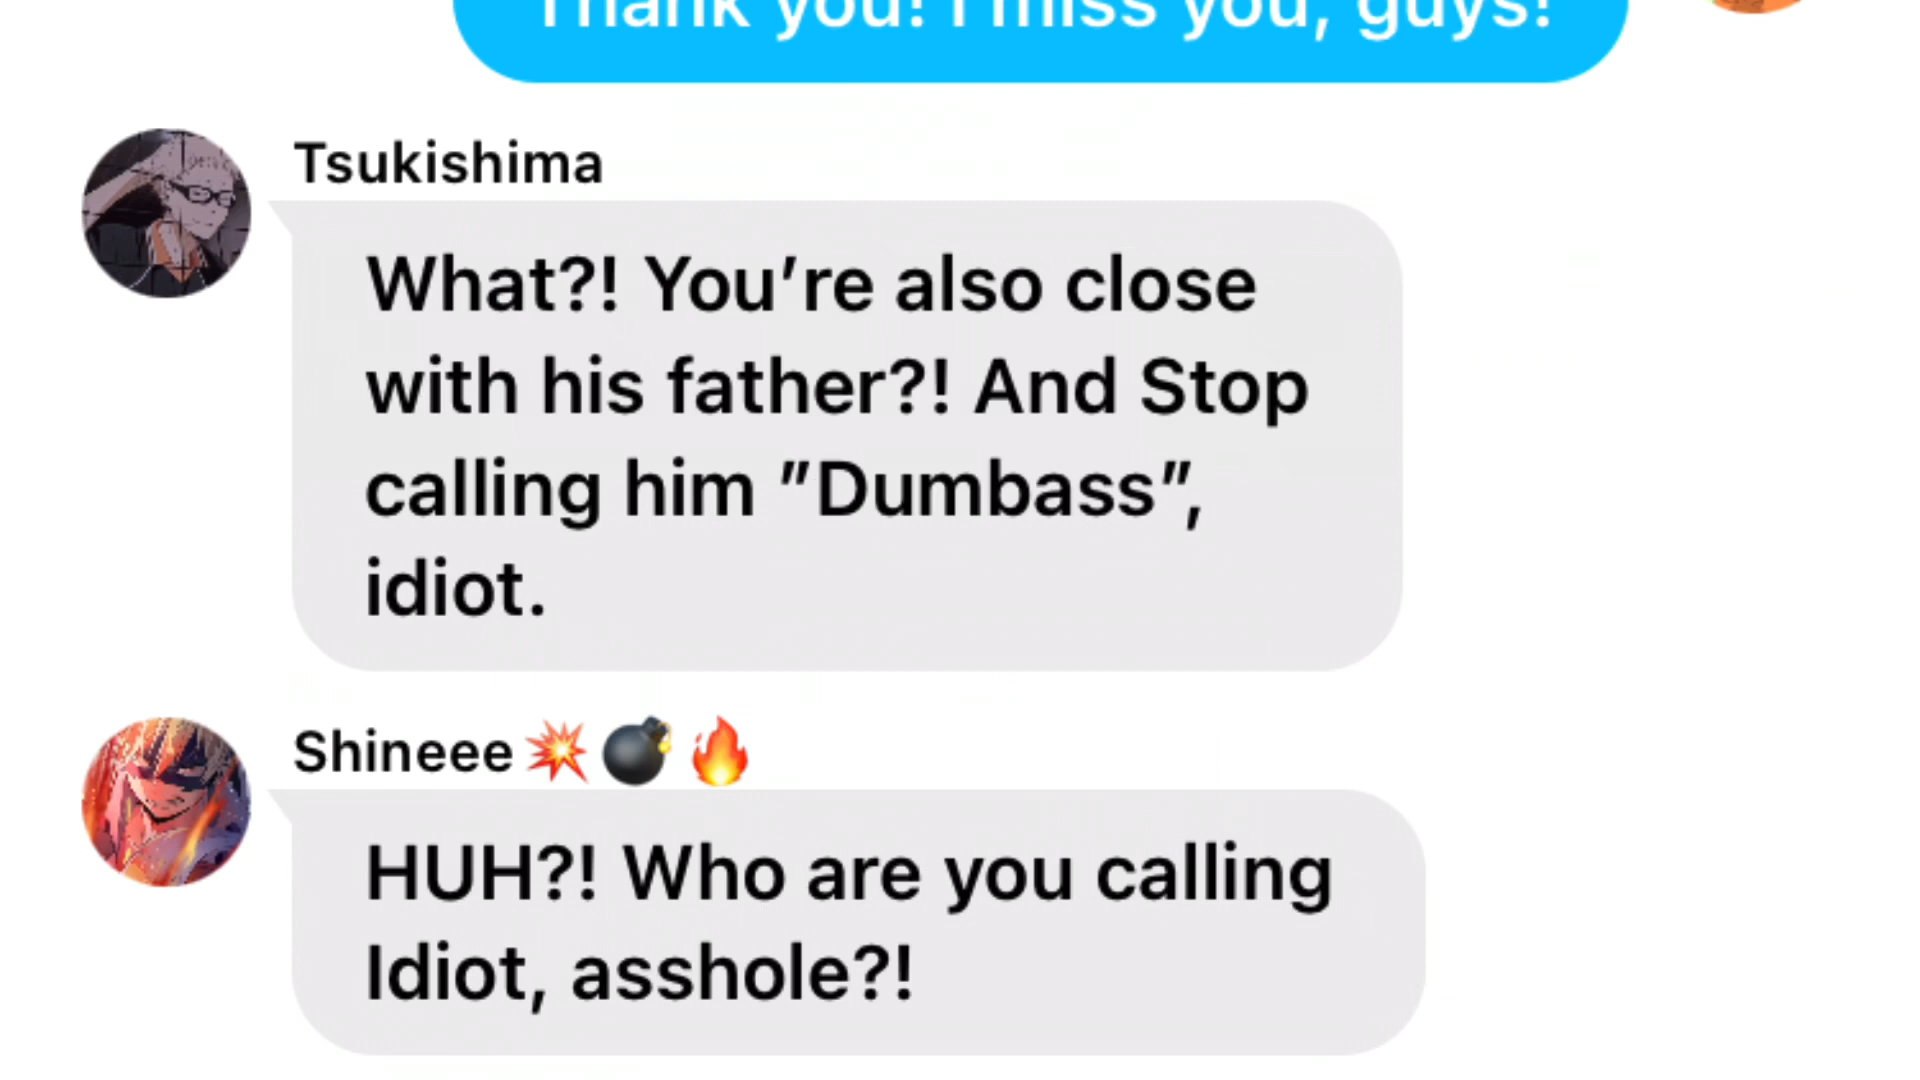 Thank you! I miss you, guys!
Tsukishima
What?! You're also close
with his father?! And Stop
calling him "Dumbass",
idiot.
Shineee💥💣🔥
HUH?! Who are you calling
Idiot, asshole?!